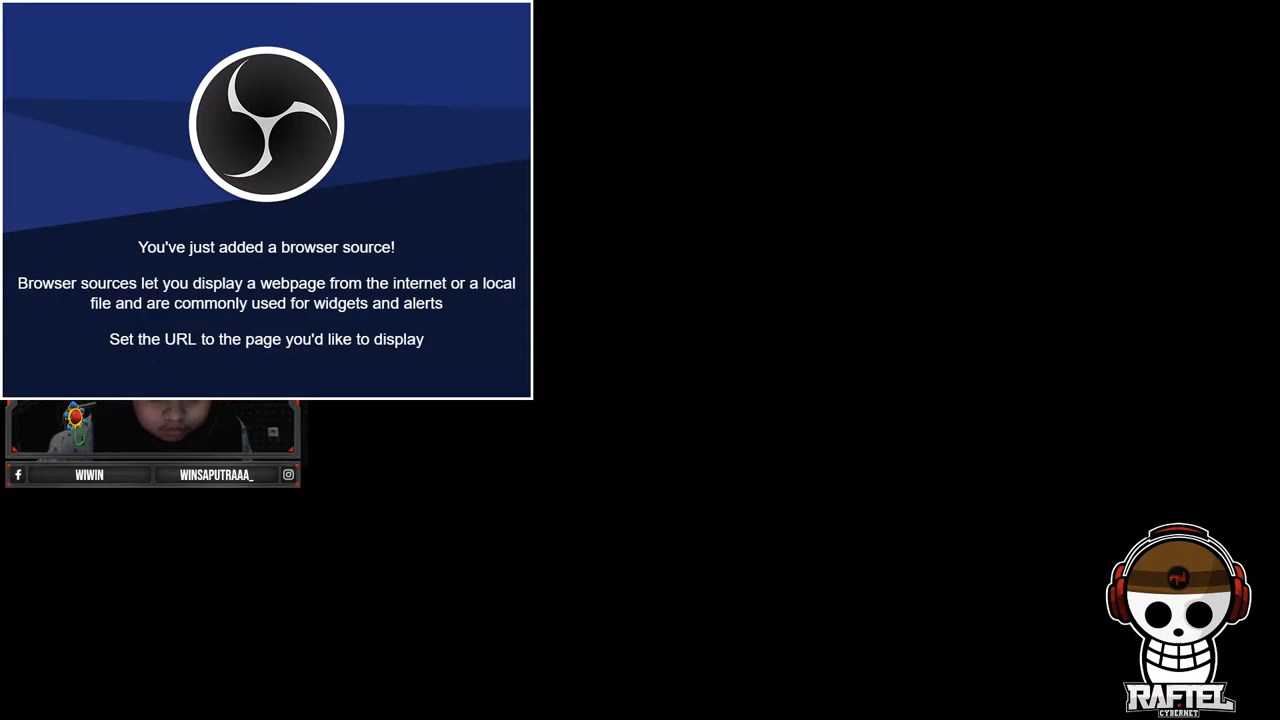 You've just added a browser source!
Browser sources let you display a webpage from the internet or a local
file and are commonly used for widgets and alerts
Set the URL to the page you'd like to display
WIWIN
WINSAPUTRAAA_
RAFTEL
CYBERNET